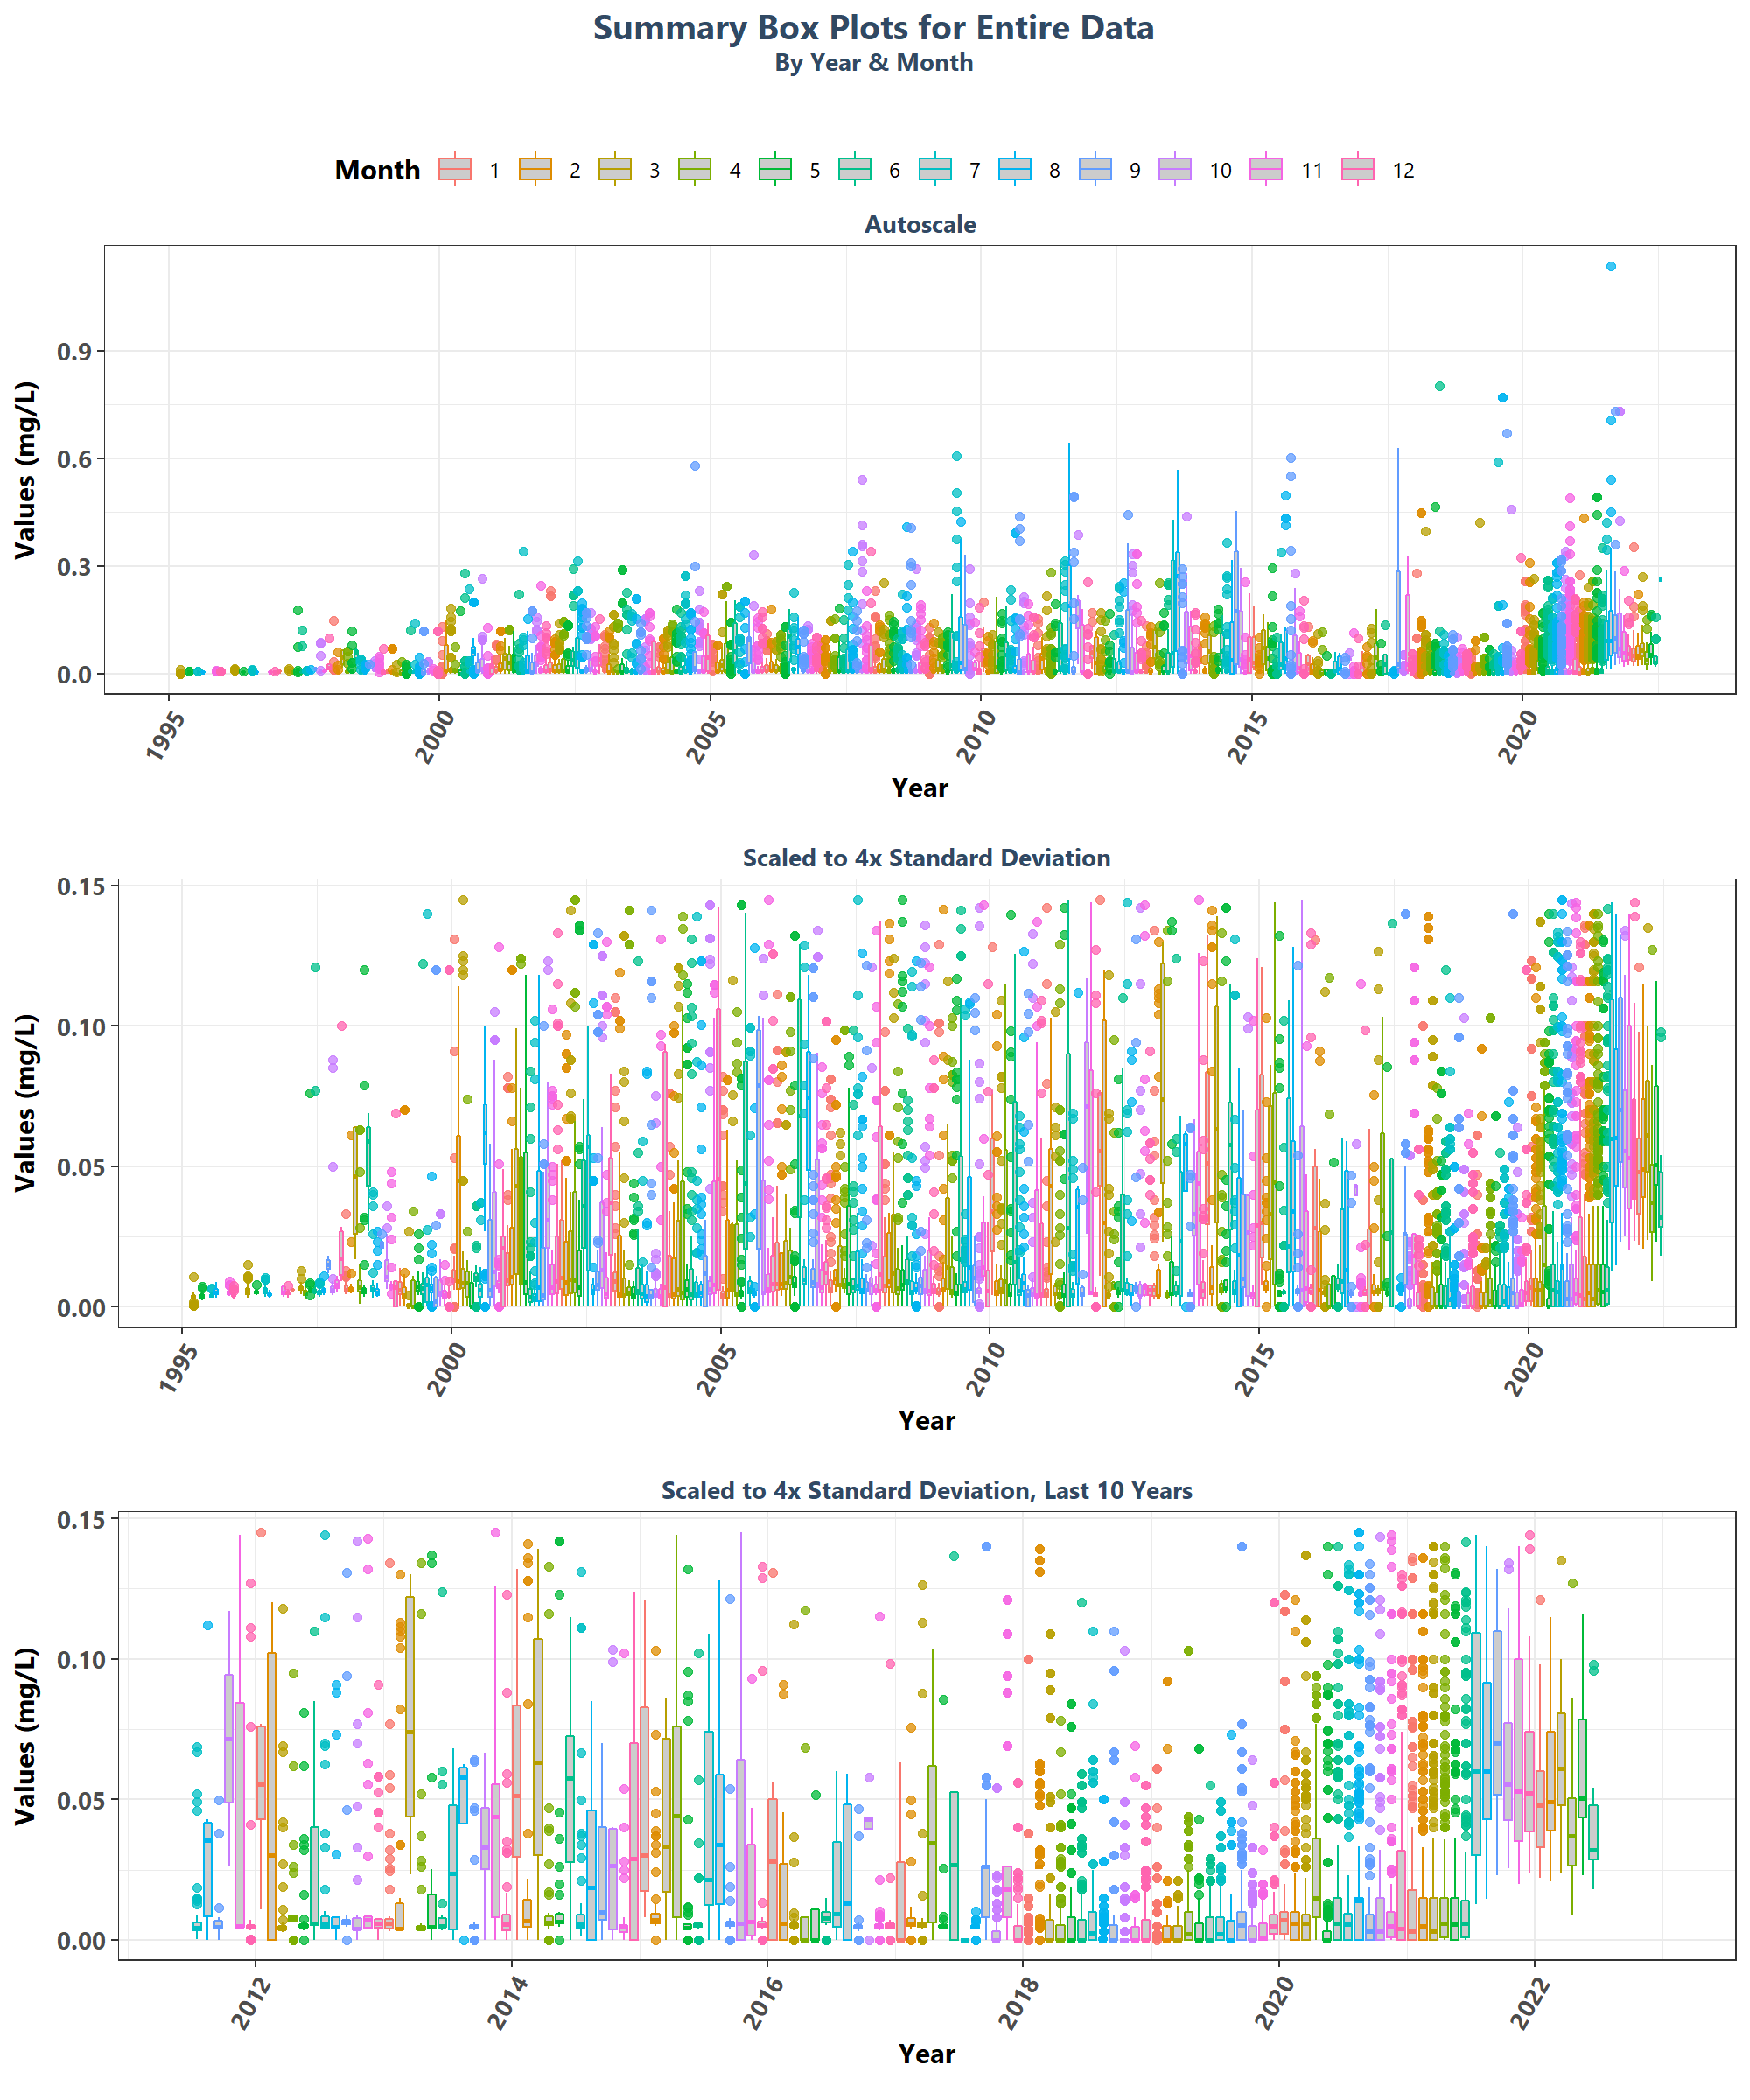 Summary Box Plots for Entire Data
By Year & Month
Month 1 2 3 4 5 6 7 8 9 10 11 12
Autoscale
Values (mg/L)
0.9
0.6
0.3
0.0
1995 2000 2005 2010 2015 2020
Year
Scaled to 4x Standard Deviation
Values (mg/L)
0.15
0.10
0.05
0.00
1995 2000 2005 2010 2015 2020
Year
Scaled to 4x Standard Deviation, Last 10 Years
Values (mg/L)
0.15
0.10
0.05
0.00
2012 2014 2016 2018 2020 2022
Year